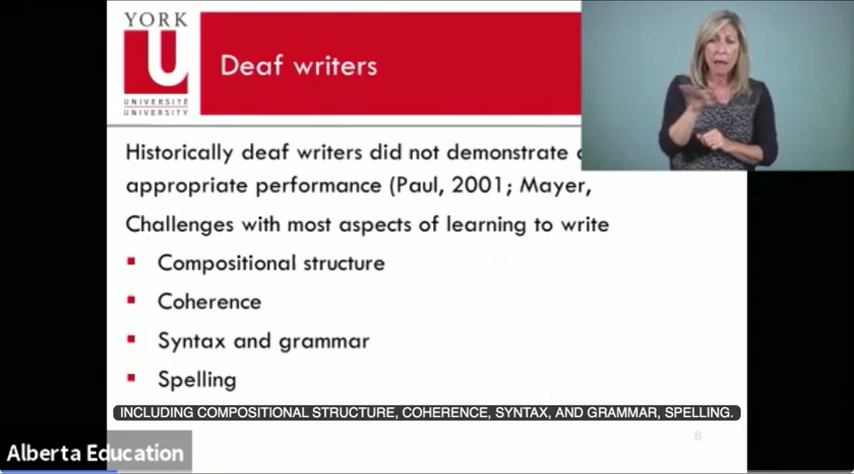 YORK
U
UNIVERSITÉ
UNIVERSITY
Deaf writers
Historically deaf writers did not demonstrate
appropriate performance (Paul, 2001; Mayer,
Challenges with most aspects of learning to write
▪ Compositional structure
▪ Coherence
▪ Syntax and grammar
▪ Spelling
INCLUDING COMPOSITIONAL STRUCTURE, COHERENCE, SYNTAX, AND GRAMMAR, SPELLING.
6
Alberta Education